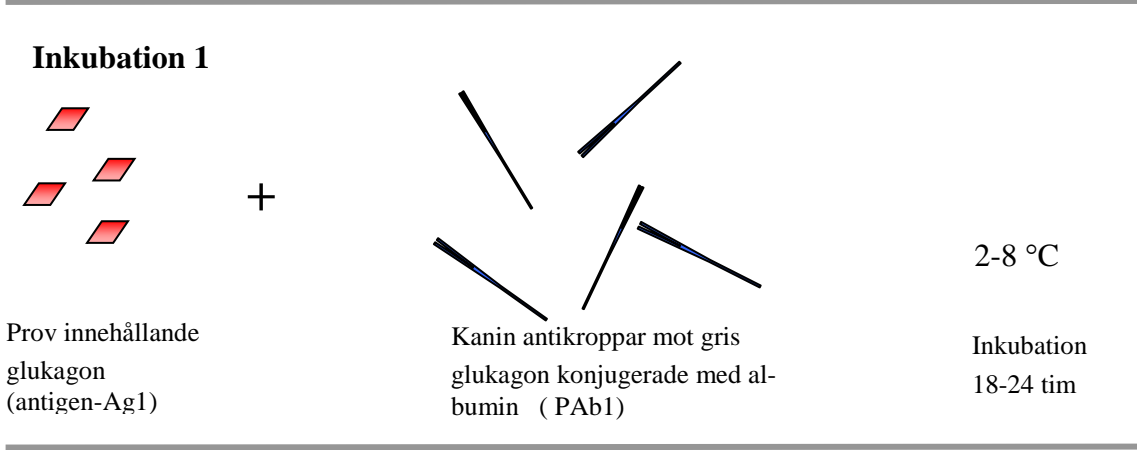 Inkubation 1
+
2-8 °C
Prov innehållande
glukagon
(antigen-Ag1)
Kanin antikroppar mot gris
glukagon konjugerade med al-
bumin ( PAb1)
Inkubation
18-24 tim